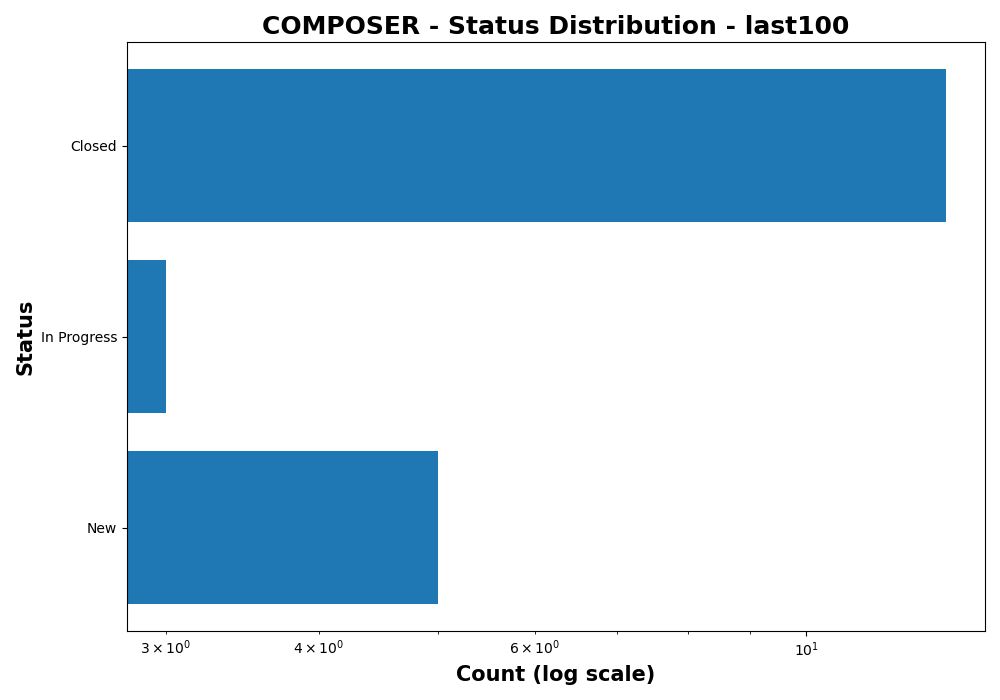 COMPOSER - Status Distribution - last100
Closed
In Progress
New
Status
3 × 10⁰
4 × 10⁰
6 × 10⁰
10¹
Count (log scale)